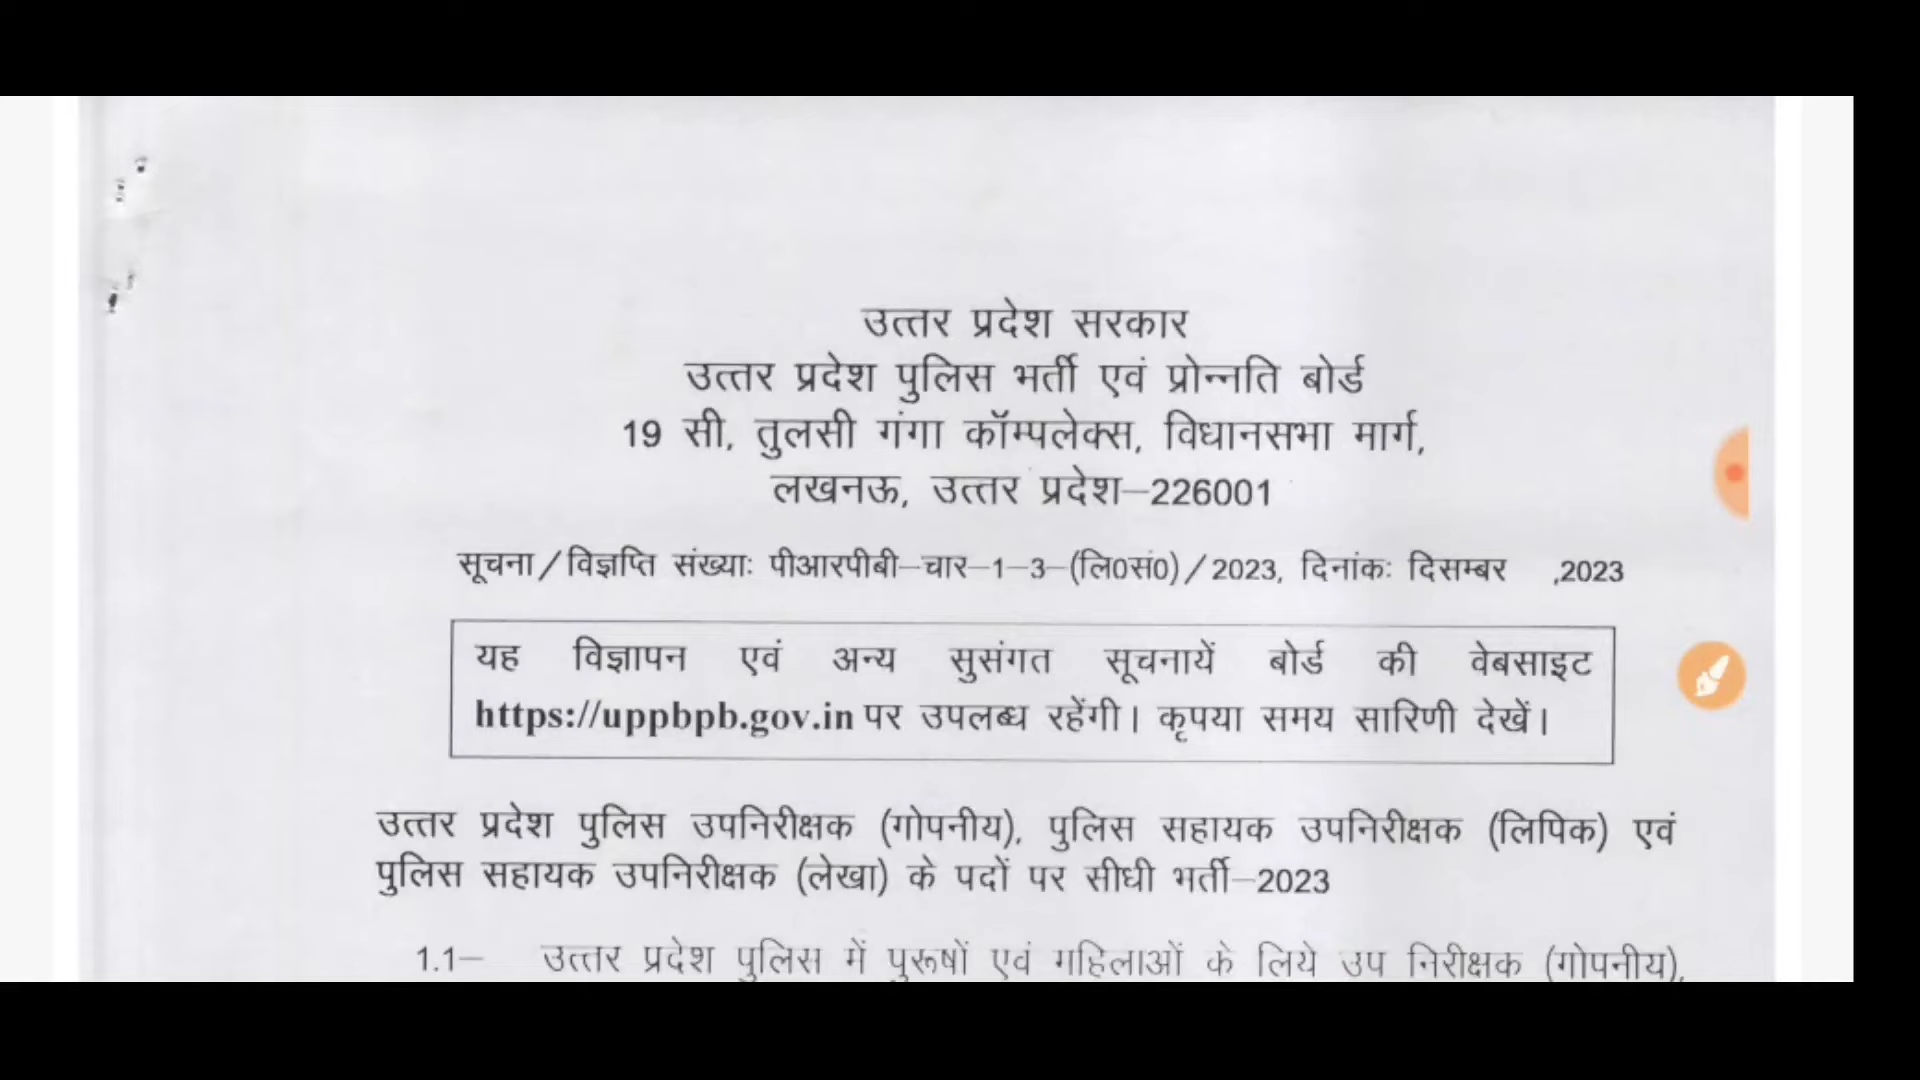 उत्तर प्रदेश सरकार
उत्तर प्रदेश पुलिस भर्ती एवं प्रोन्नति बोर्ड
19 सी, तुलसी गंगा कॉम्पलेक्स, विधानसभा मार्ग,
लखनऊ, उत्तर प्रदेश–226001
सूचना/विज्ञप्ति संख्याः पीआरपीबी–चार–1–3–(लि0सं0)/2023, दिनांकः दिसम्बर ,2023
यह विज्ञापन एवं अन्य सुसंगत सूचनायें बोर्ड की वेबसाइट
https://uppbpb.gov.in पर उपलब्ध रहेंगी। कृपया समय सारिणी देखें।
उत्तर प्रदेश पुलिस उपनिरीक्षक (गोपनीय), पुलिस सहायक उपनिरीक्षक (लिपिक) एवं
पुलिस सहायक उपनिरीक्षक (लेखा) के पदों पर सीधी भर्ती–2023
1.1– उत्तर प्रदेश पुलिस में पुरूषों एवं महिलाओं के लिये उप निरीक्षक (गोपनीय),